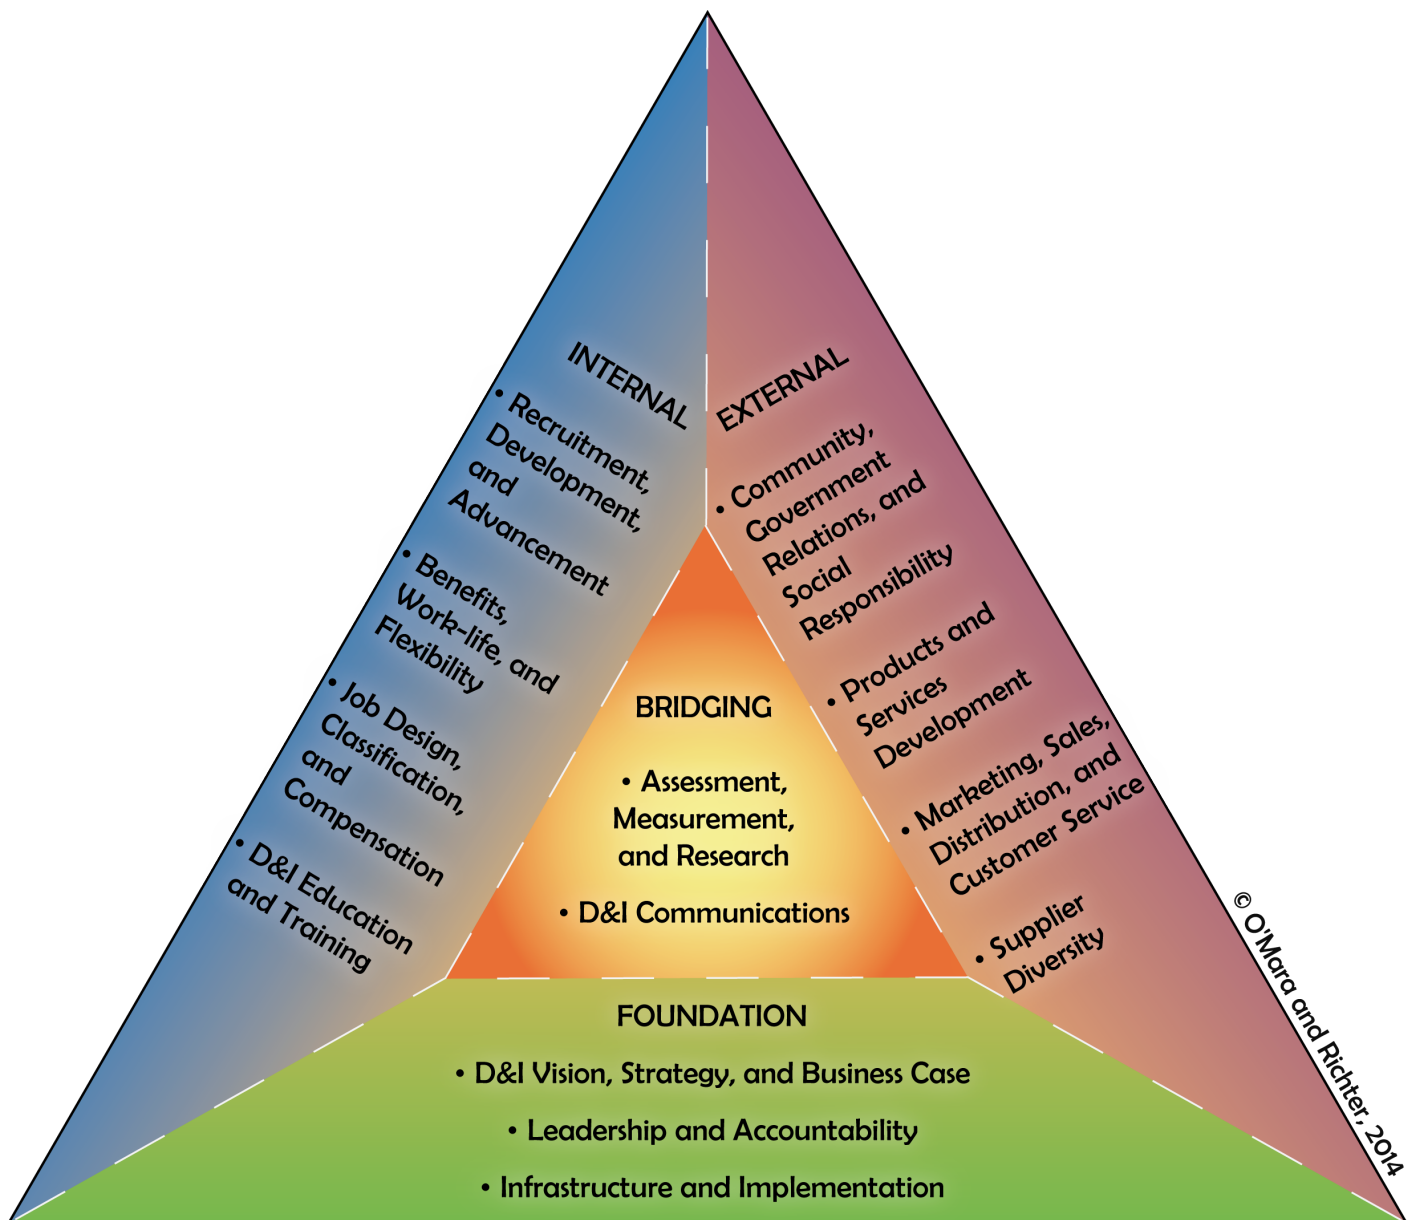 INTERNAL
• Recruitment,
Development,
and
Advancement
• Benefits,
Work-life, and
Flexibility
• Job Design,
Classification,
and
Compensation
• D&I Education
and Training
EXTERNAL
• Community,
Government
Relations, and
Social
Responsibility
• Products and
Services
Development
• Marketing, Sales,
Distribution, and
Customer Service
• Supplier
Diversity
BRIDGING
• Assessment,
Measurement,
and Research
• D&I Communications
FOUNDATION
• D&I Vision, Strategy, and Business Case
• Leadership and Accountability
• Infrastructure and Implementation
© O'Mara and Richter, 2014